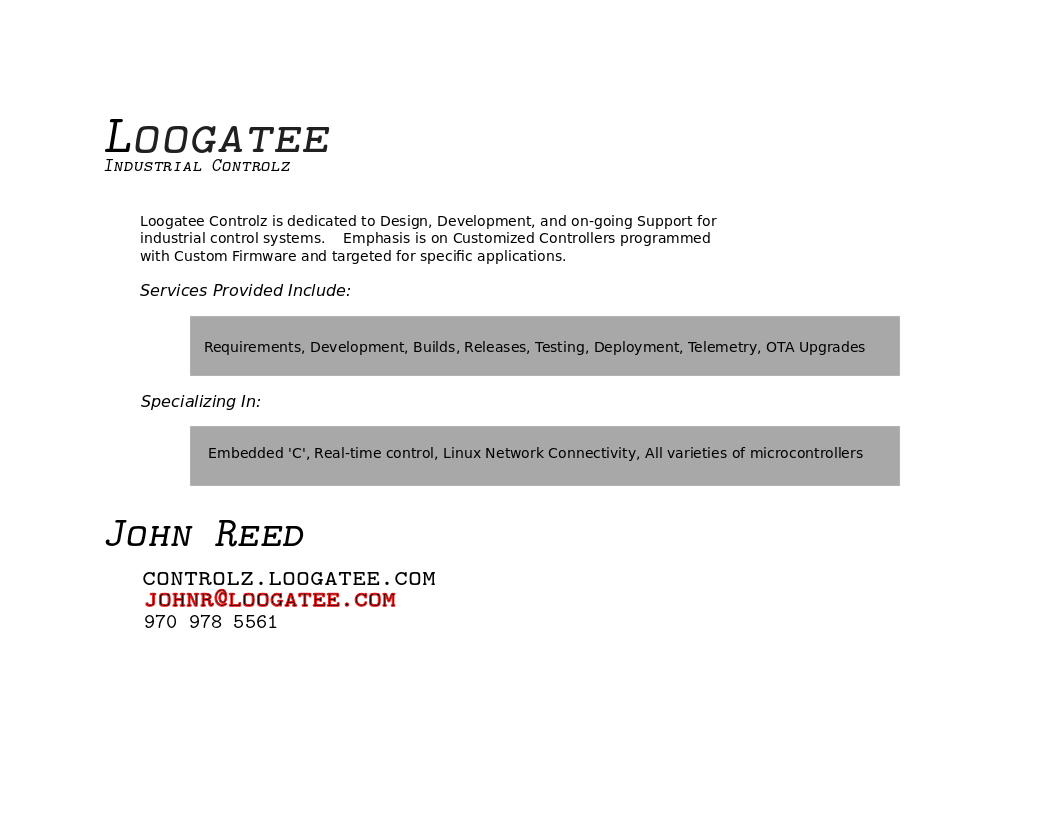 LOOGATEE
INDUSTRIAL CONTROLZ
Loogatee Controlz is dedicated to Design, Development, and on-going Support for
industrial control systems.    Emphasis is on Customized Controllers programmed
with Custom Firmware and targeted for specific applications.
Services Provided Include:
Requirements, Development, Builds, Releases, Testing, Deployment, Telemetry, OTA Upgrades
Specializing In:
Embedded 'C', Real-time control, Linux Network Connectivity, All varieties of microcontrollers
JOHN REED
CONTROLZ.LOOGATEE.COM
JOHNR@LOOGATEE.COM
970 978 5561